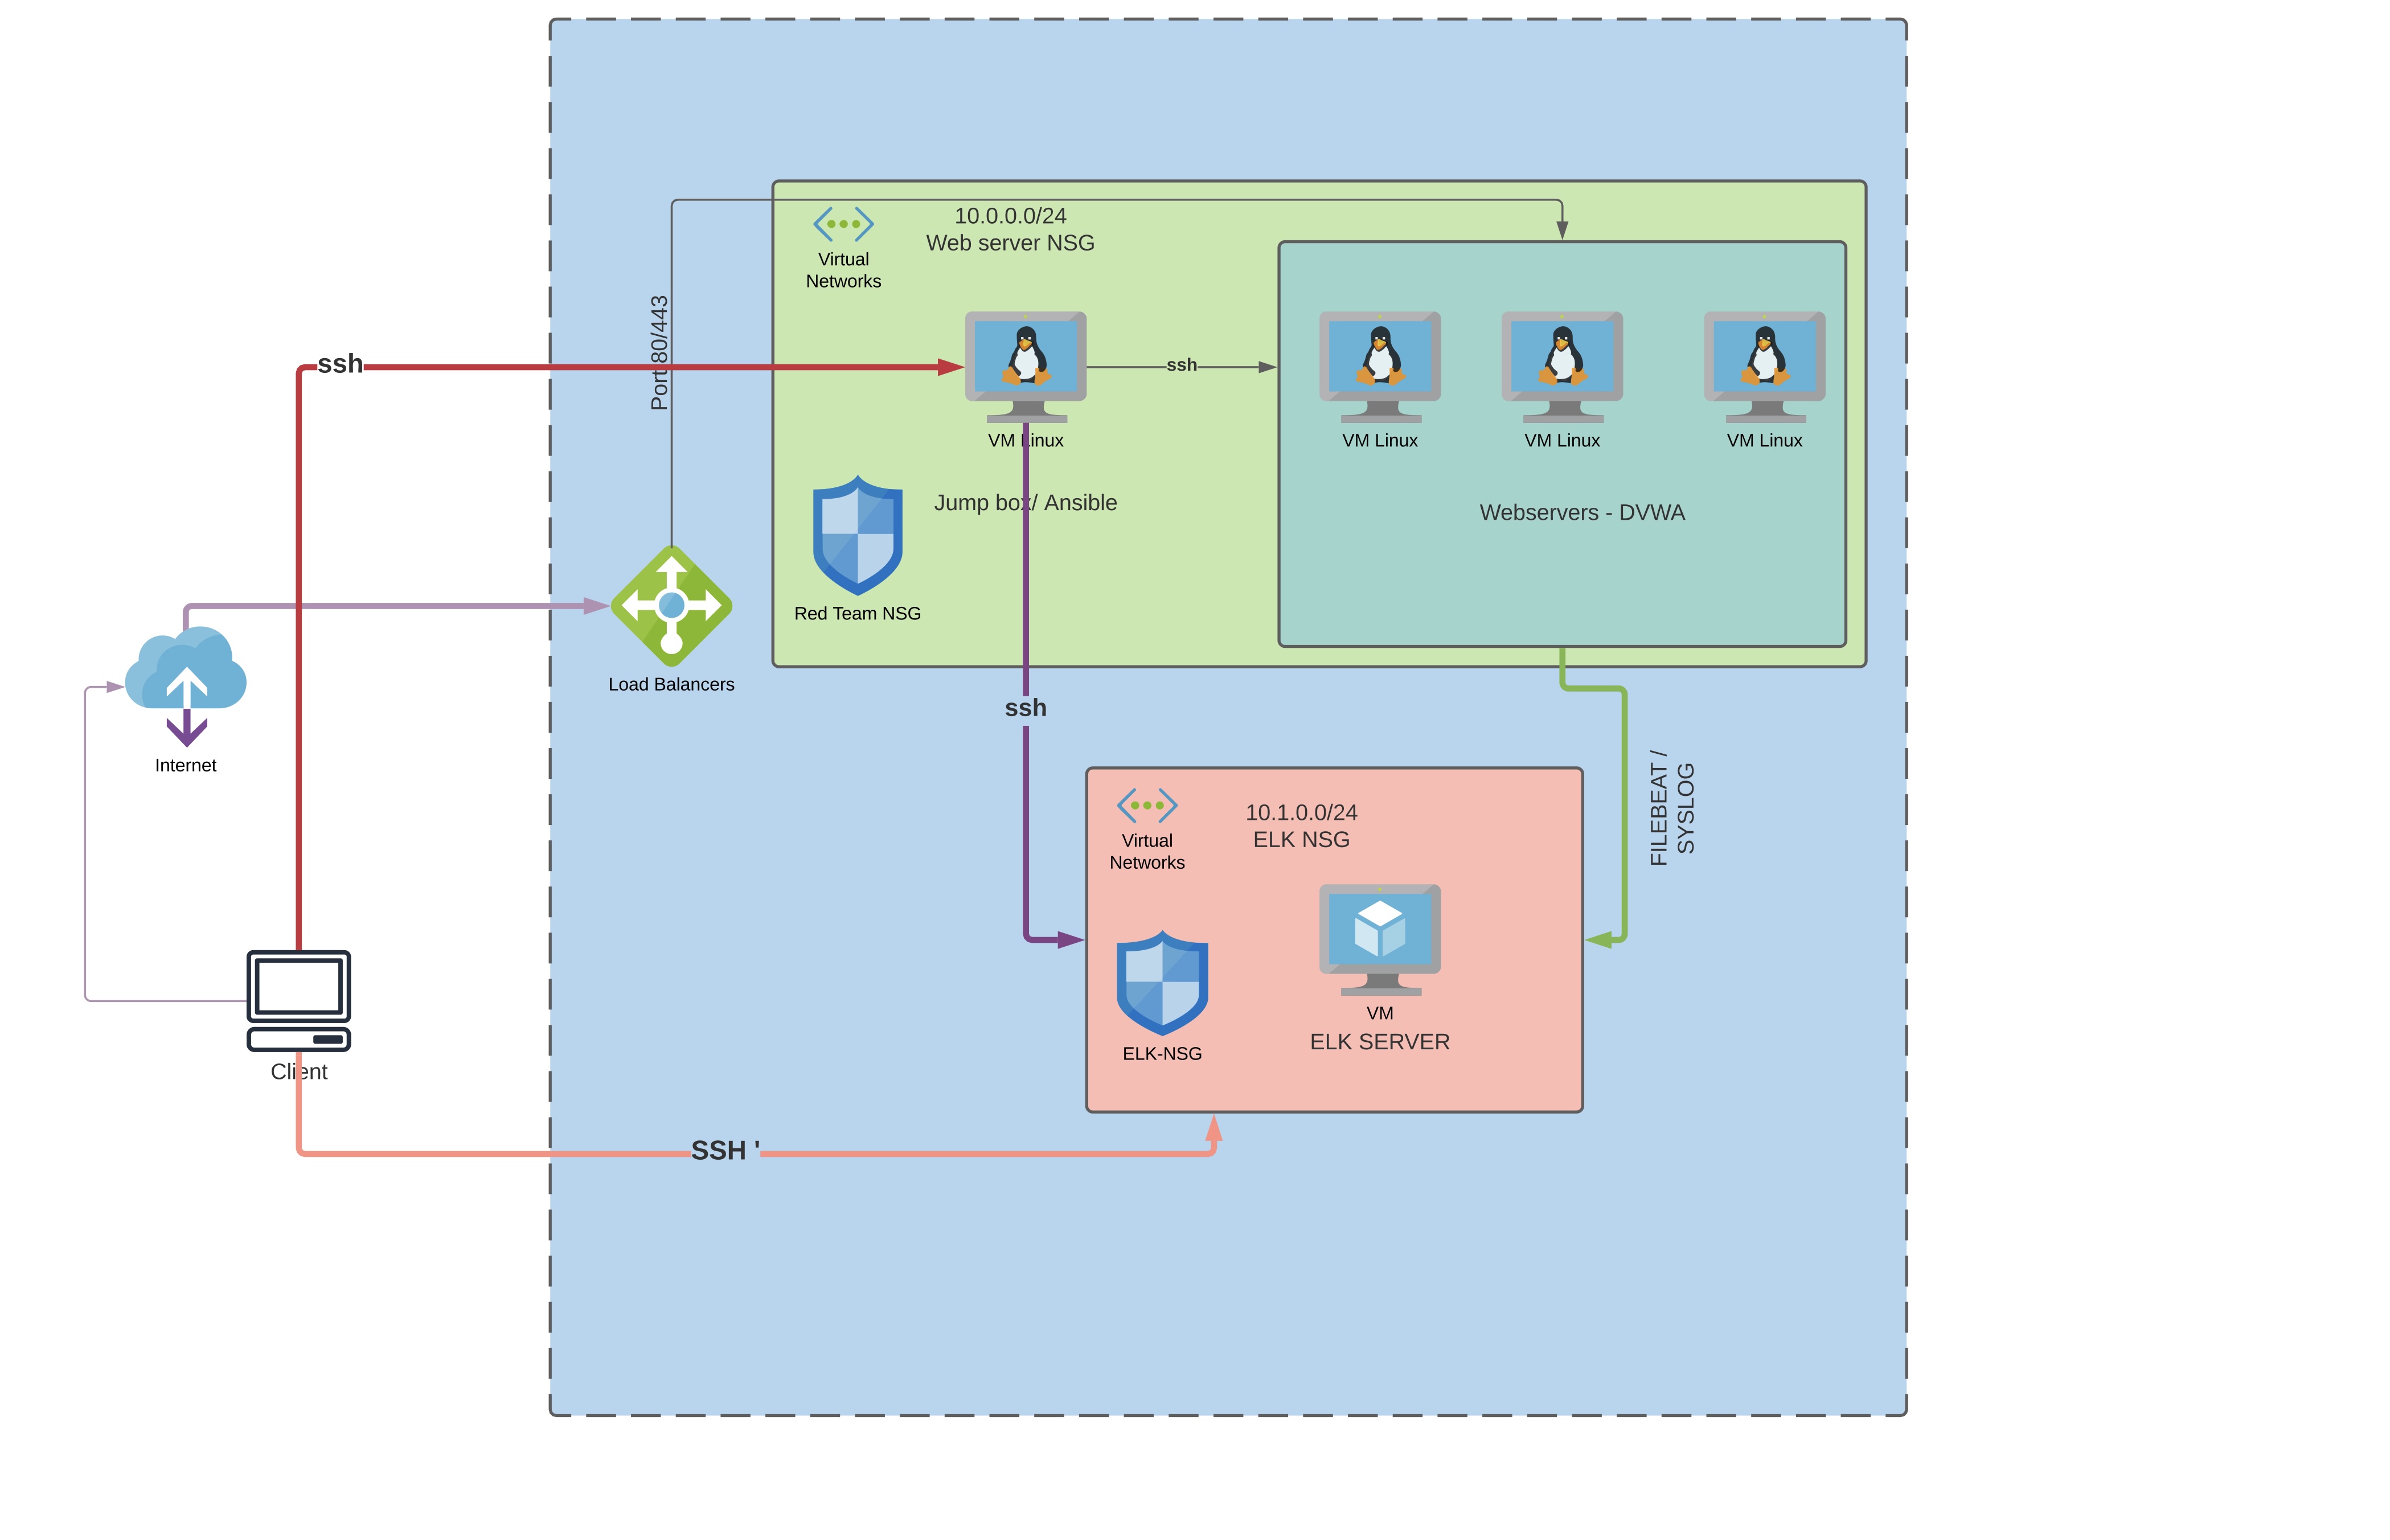 10.0.0.0/24
Web server NSG
Virtual
Networks
Port 80/443
ssh
ssh
VM Linux
VM Linux
VM Linux
VM Linux
Jump box/ Ansible
Webservers - DVWA
Red Team NSG
Load Balancers
ssh
Internet
FILEBEAT /
SYSLOG
10.1.0.0/24
ELK NSG
Virtual
Networks
VM
ELK SERVER
ELK-NSG
Client
SSH '